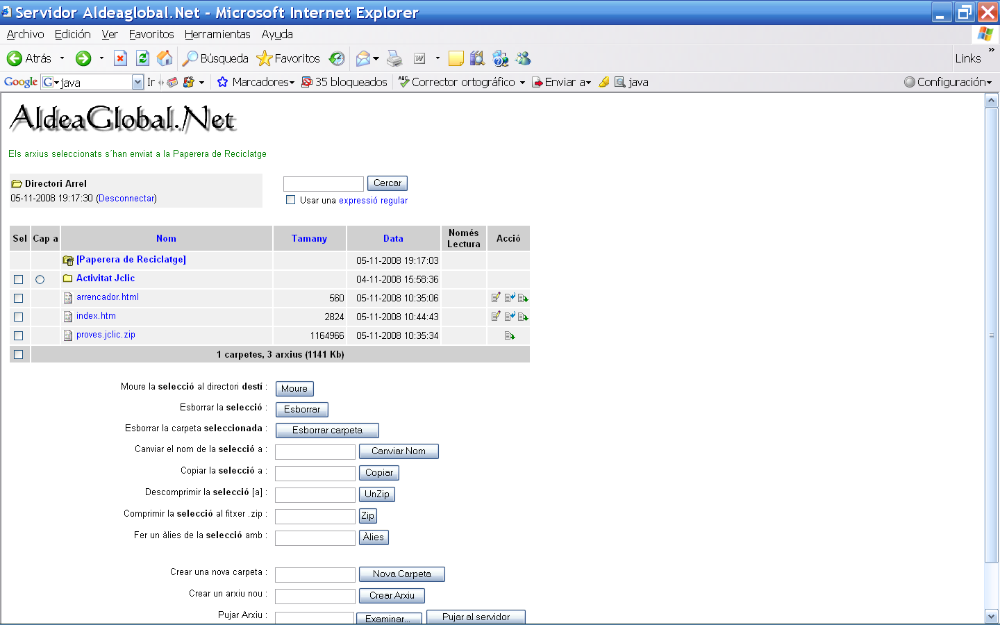 Servidor Aldeaglobal.Net - Microsoft Internet Explorer
Archivo Edición Ver Favoritos Herramientas Ayuda
Atrás Búsqueda Favoritos W Links »
Google G java Ir Marcadores 35 bloqueados ABC Corrector ortográfico Enviar a java Configuración
AldeaGlobal.Net
Els arxius seleccionats s´han enviat a la Paperera de Reciclatge
Directori Arrel
05-11-2008 19:17:30 (Desconnectar)
Cercar
Usar una expressió regular
Sel Cap a Nom Tamany Data Només Lectura Acció
[Paperera de Reciclatge] 05-11-2008 19:17:03
Activitat Jclic 04-11-2008 15:58:36
arrencador.html 560 05-11-2008 10:35:06
index.htm 2824 05-11-2008 10:44:43
proves.jclic.zip 1164966 05-11-2008 10:35:34
1 carpetes, 3 arxius (1141 Kb)
Moure la selecció al directori destí : Moure
Esborrar la selecció : Esborrar
Esborrar la carpeta seleccionada : Esborrar carpeta
Canviar el nom de la selecció a : Canviar Nom
Copiar la selecció a : Copiar
Descomprimir la selecció [a] : UnZip
Comprimir la selecció al fitxer .zip : Zip
Fer un àlies de la selecció amb : Àlies
Crear una nova carpeta : Nova Carpeta
Crear un arxiu nou : Crear Arxiu
Pujar Arxiu : Examinar... Pujar al servidor